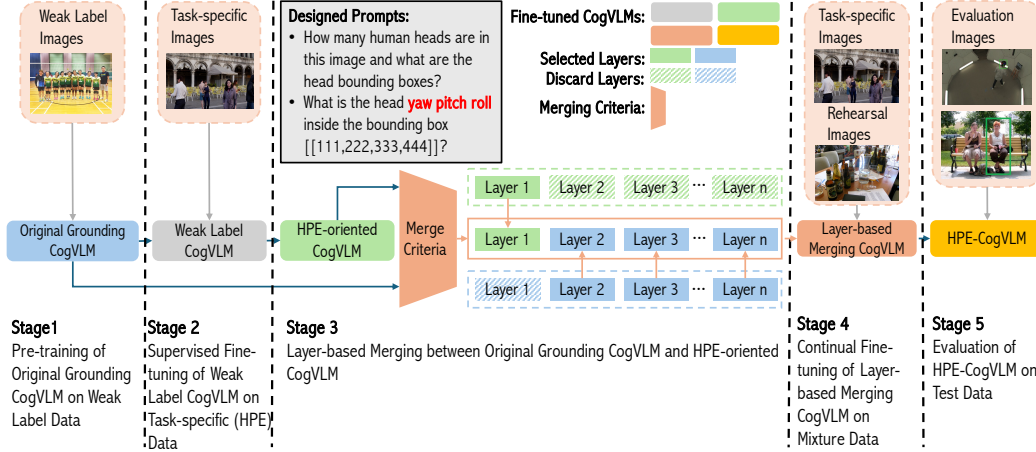 Weak Label
Images
Task-specific
Images
Designed Prompts:
• How many human heads are in
this image and what are the
head bounding boxes?
• What is the head yaw pitch roll
inside the bounding box
[[111,222,333,444]]?
Fine-tuned CogVLMs:
Selected Layers:
Discard Layers:
Merging Criteria:
Task-specific
Images
Rehearsal
Images
Evaluation
Images
Original Grounding
CogVLM
Weak Label
CogVLM
HPE-oriented
CogVLM
Merge
Criteria
Layer 1 Layer 2 Layer 3 ··· Layer n
Layer 1 Layer 2 Layer 3 ··· Layer n
Layer 1 Layer 2 Layer 3 ··· Layer n
Layer-based
Merging CogVLM
HPE-CogVLM
Stage1
Pre-training of
Original Grounding
CogVLM on Weak
Label Data
Stage 2
Supervised Fine-
tuning of Weak
Label CogVLM on
Task-specific (HPE)
Data
Stage 3
Layer-based Merging between Original Grounding CogVLM and HPE-oriented
CogVLM
Stage 4
Continual Fine-
tuning of Layer-
based Merging
CogVLM on
Mixture Data
Stage 5
Evaluation of
HPE-CogVLM on
Test Data